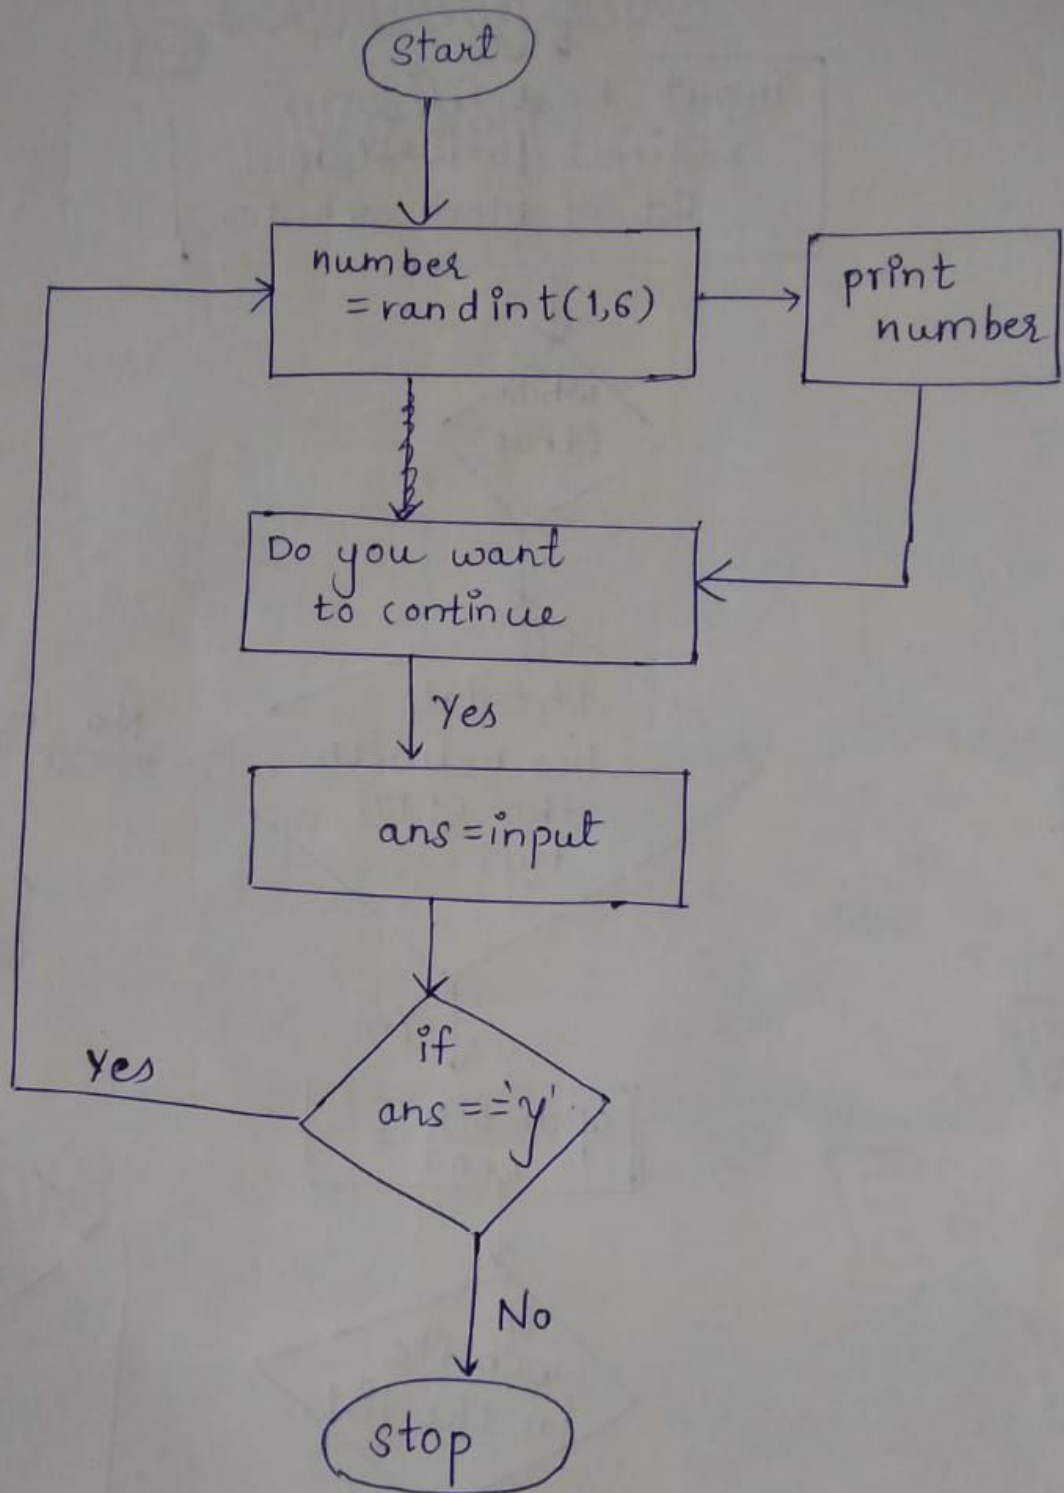 Start
number
=randint(1,6)
print
number
Do you want
to continue
Yes
ans=input
if
ans=='y'
Yes
No
stop